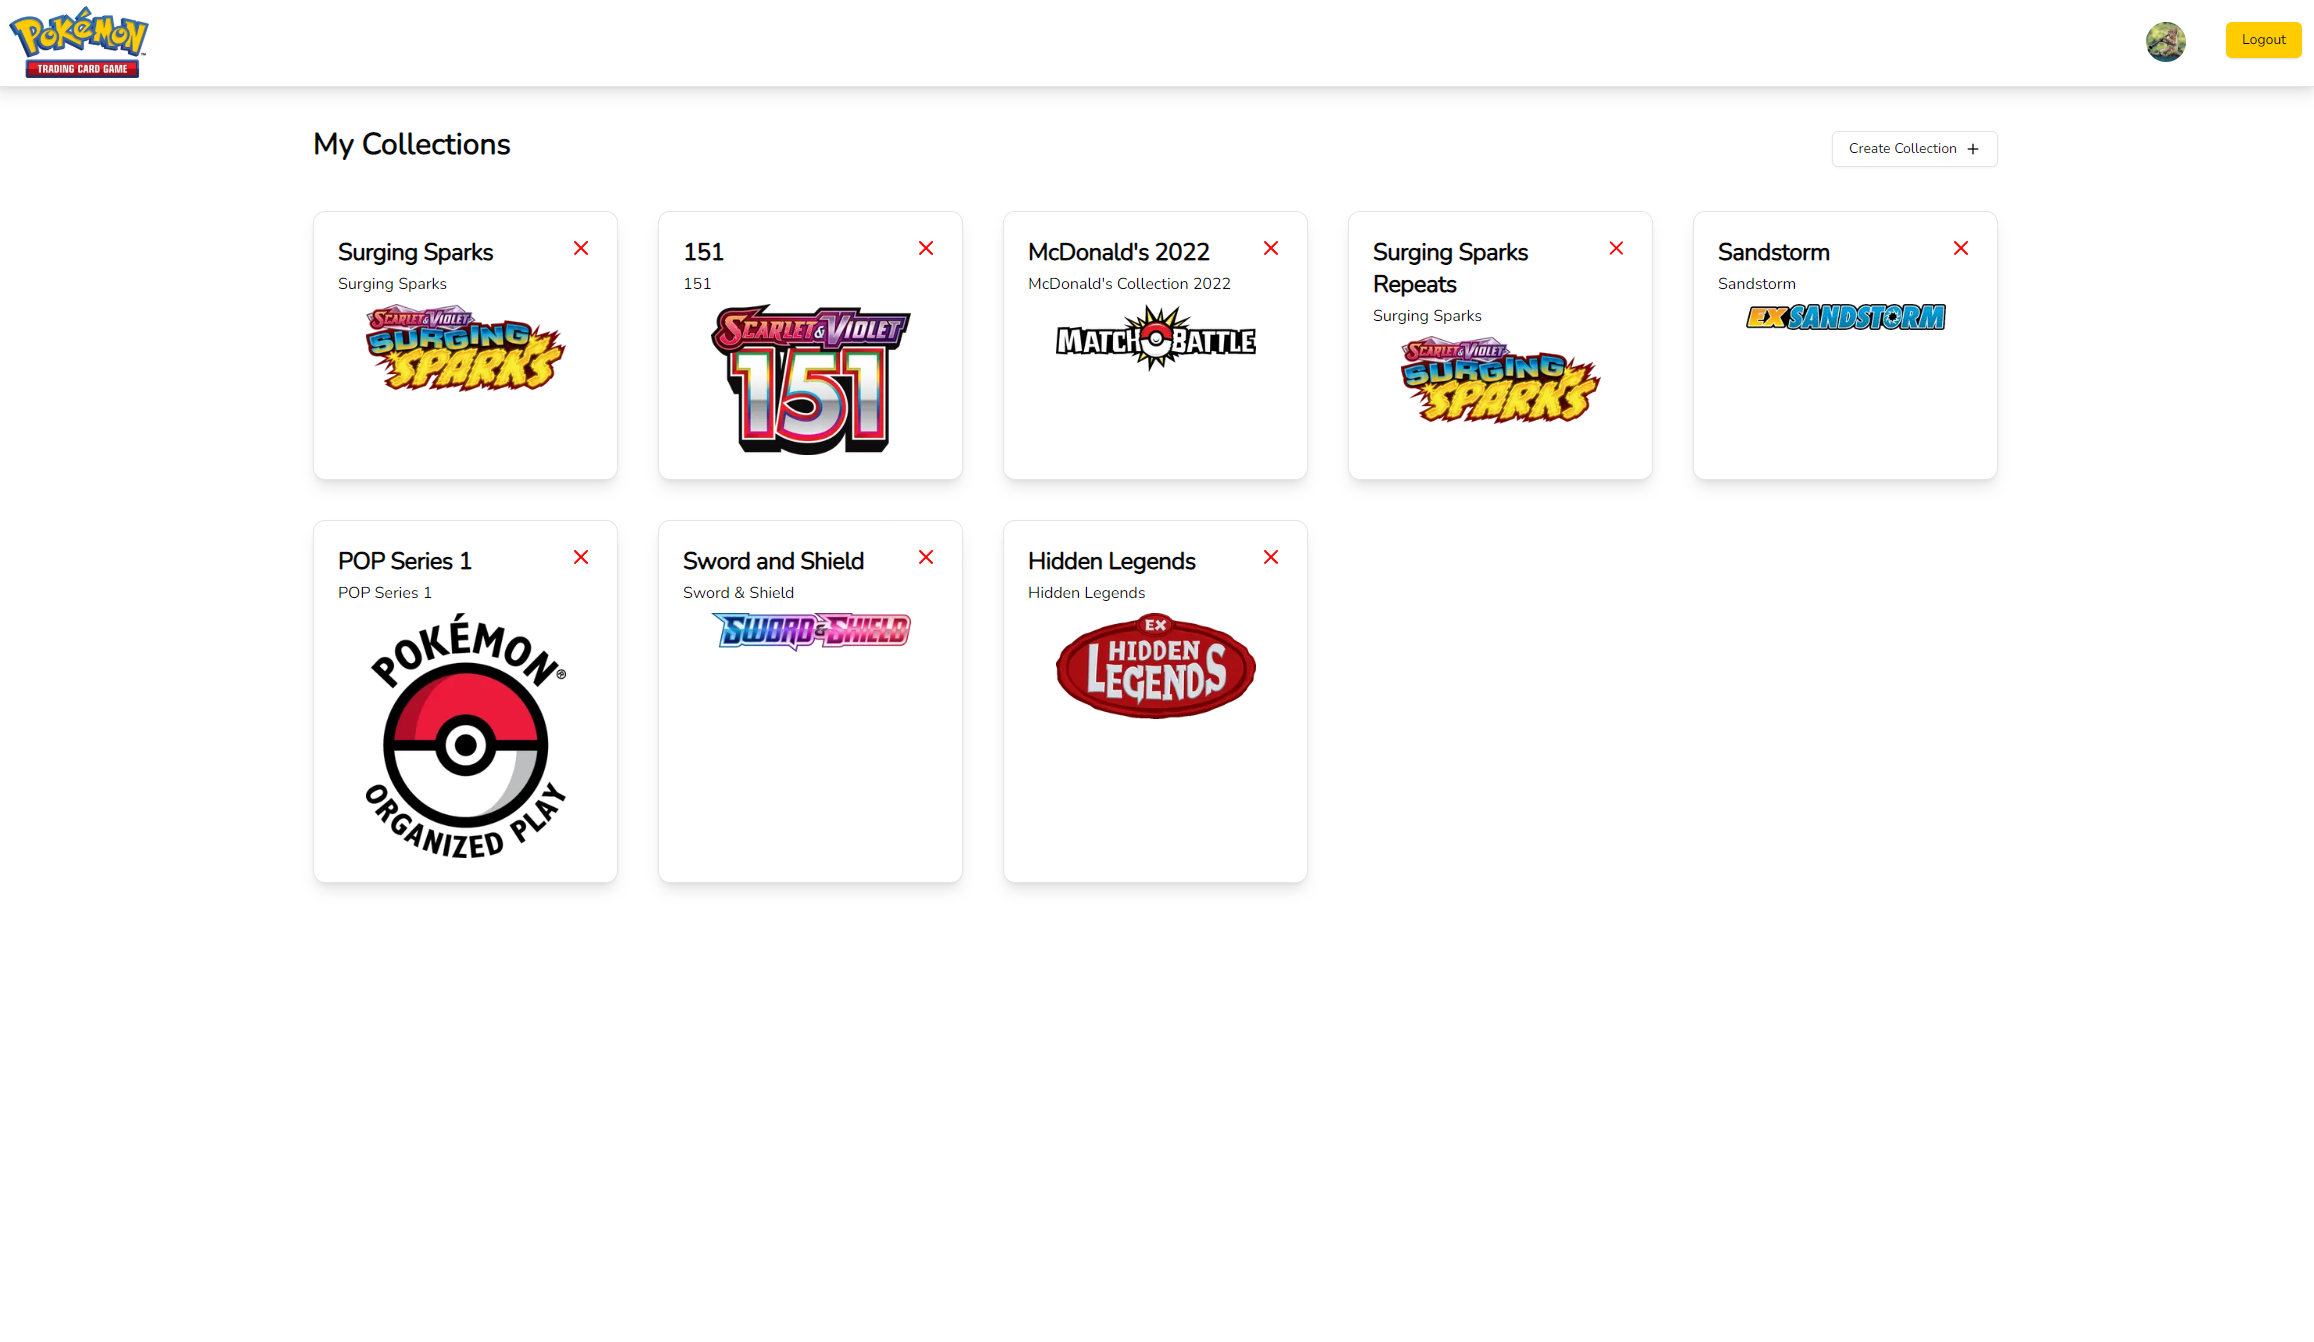 Pokémon
TM
TRADING CARD GAME
Logout
My Collections
Create Collection
Surging Sparks
Surging Sparks
SCARLET & VIOLET
SURGING
SPARKS
151
151
SCARLET & VIOLET
151
McDonald's 2022
McDonald's Collection 2022
MATCH BATTLE
Surging Sparks
Repeats
Surging Sparks
SCARLET & VIOLET
SURGING
SPARKS
Sandstorm
Sandstorm
EX SANDSTORM
POP Series 1
POP Series 1
POKÉMON®
ORGANIZED PLAY
Sword and Shield
Sword & Shield
SWORD & SHIELD
Hidden Legends
Hidden Legends
EX
HIDDEN
LEGENDS